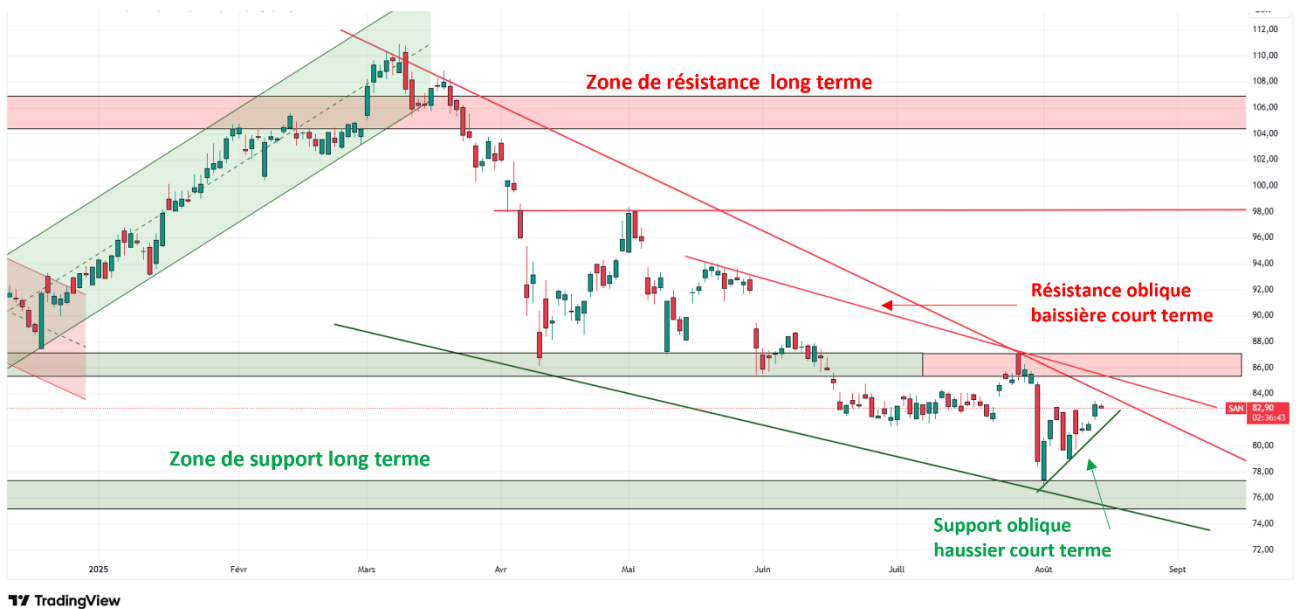 112,00
110,00
Zone de résistance long terme
108,00
106,00
104,00
102,00
100,00
98,00
96,00
94,00
92,00
Résistance oblique
baissière court terme
90,00
88,00
86,00
84,00
SAN 82,90
02:36:43
80,00
Zone de support long terme
78,00
76,00
74,00
Support oblique
haussier court terme
72,00
2025 Févr Mars Avr Mai Juin Juill Août Sept
TradingView